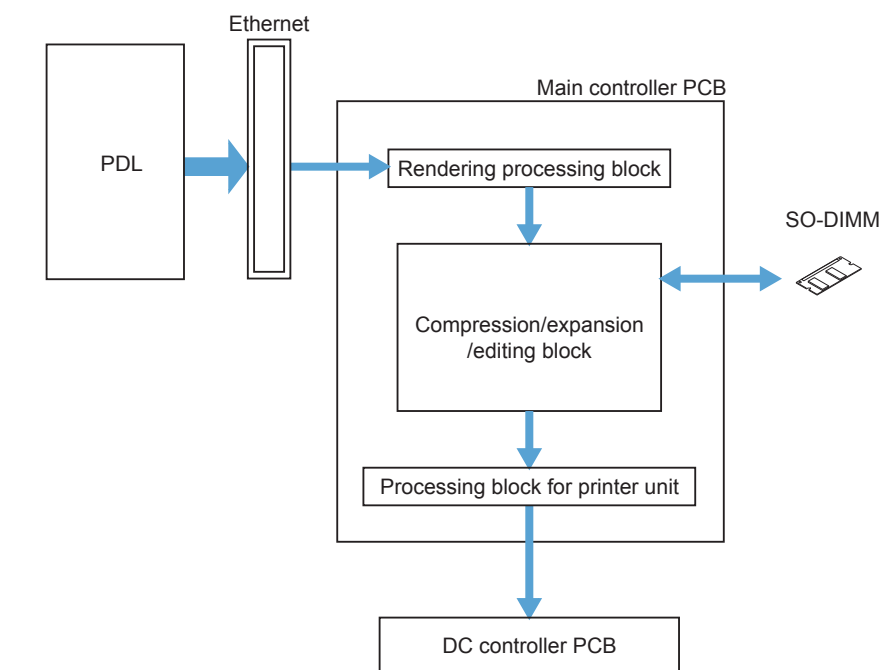 Ethernet
Main controller PCB
PDL
Rendering processing block
SO-DIMM
Compression/expansion
/editing block
Processing block for printer unit
DC controller PCB